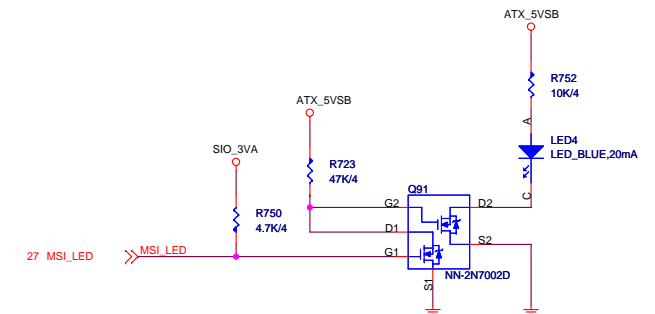 ATX_5VSB
R752
10K/4
ATX_5VSB
A
LED4
LED_BLUE,20mA
SIO_3VA
R723
47K/4
C
Q91
G2
D2
R750
4.7K/4
D1
S2
27 MSI_LED
MSI_LED
G1
NN-2N7002D
S1